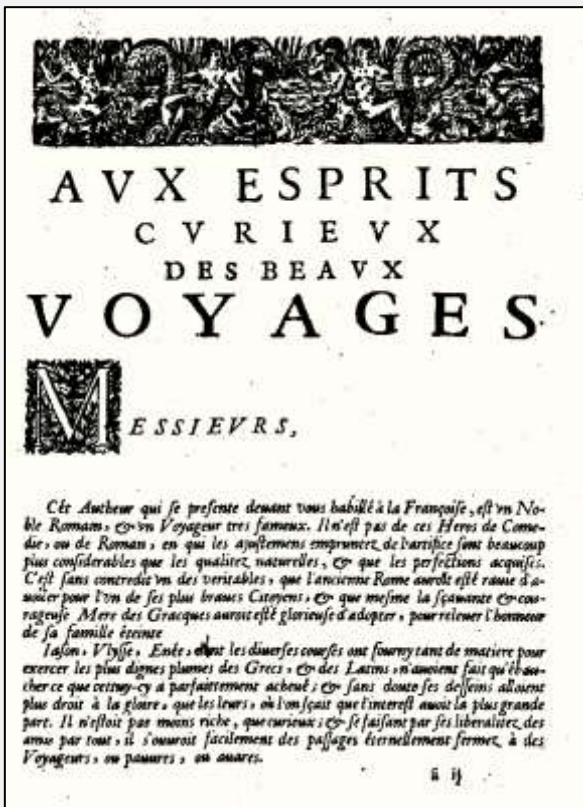 AVX ESPRITS
CVRIEVX
DES BEAVX
VOYAGES
MESSIEVRS,
Cét Autheur qui se presente deuant vous habillé à la Françoise, est vn No-
ble Romain, & vn Voyageur tres fameux. Il n'est pas de ces Heros de Come-
die, ou de Roman, en qui les ajustemens empruntez de l'artifice sont beaucoup
plus considerables que les qualitez naturelles, & que les perfections acquises.
C'est sans contredit vn des veritables, que l'ancienne Rome auroit esté rauie d'a-
uoüer pour l'vn de ses plus braues Citoyens, & que mesme la sçauante & cou-
rageuse Mere des Gracques auroit esté glorieuse d'adopter, pour releuer l'honneur
de sa famille éteinte
Iason, Vlysse, Enée, dont les diuerses courses ont fourny tant de matiere pour
exercer les plus dignes plumes des Grecs, & des Latins, n'auoient fait qu'ébau-
cher ce que cettuy-cy a parfaittement acheué; & sans doute ses desseins alloient
plus droit à la gloire, que les leurs, où l'on sçait que l'interest auoit la plus grande
part. Il n'estoit pas moins riche, que curieux; & se faisant par ses liberalitez des
amis par tout, il s'ouuroit facilement des passages éternellement fermez à des
Voyageurs, ou pauures, ou auares.
ã ij